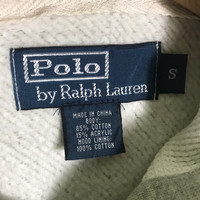 Polo
by Ralph Lauren
S
MADE IN CHINA
BODY:
85% COTTON
15% ACRYLIC
HOOD LINING:
100% COTTON